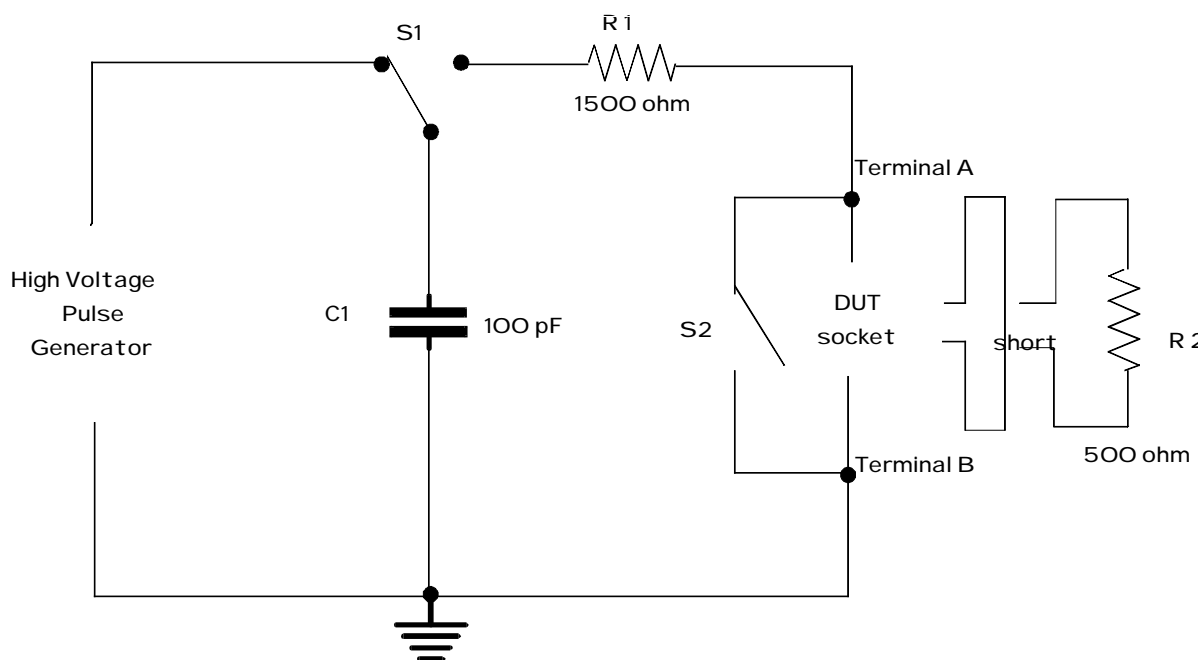 S1
R1
1500 ohm
Terminal A
High Voltage
Pulse
Generator
C1
100 pF
S2
DUT
socket
short
R2
500 ohm
Terminal B